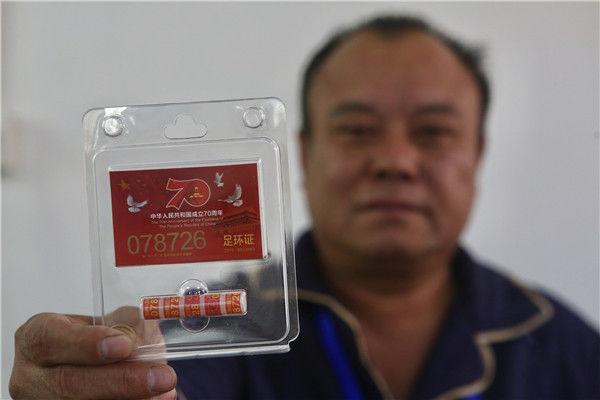 70
中华人民共和国成立70周年
The 70th Anniversary of the Founding of
The People's Republic of China
078726 足环证